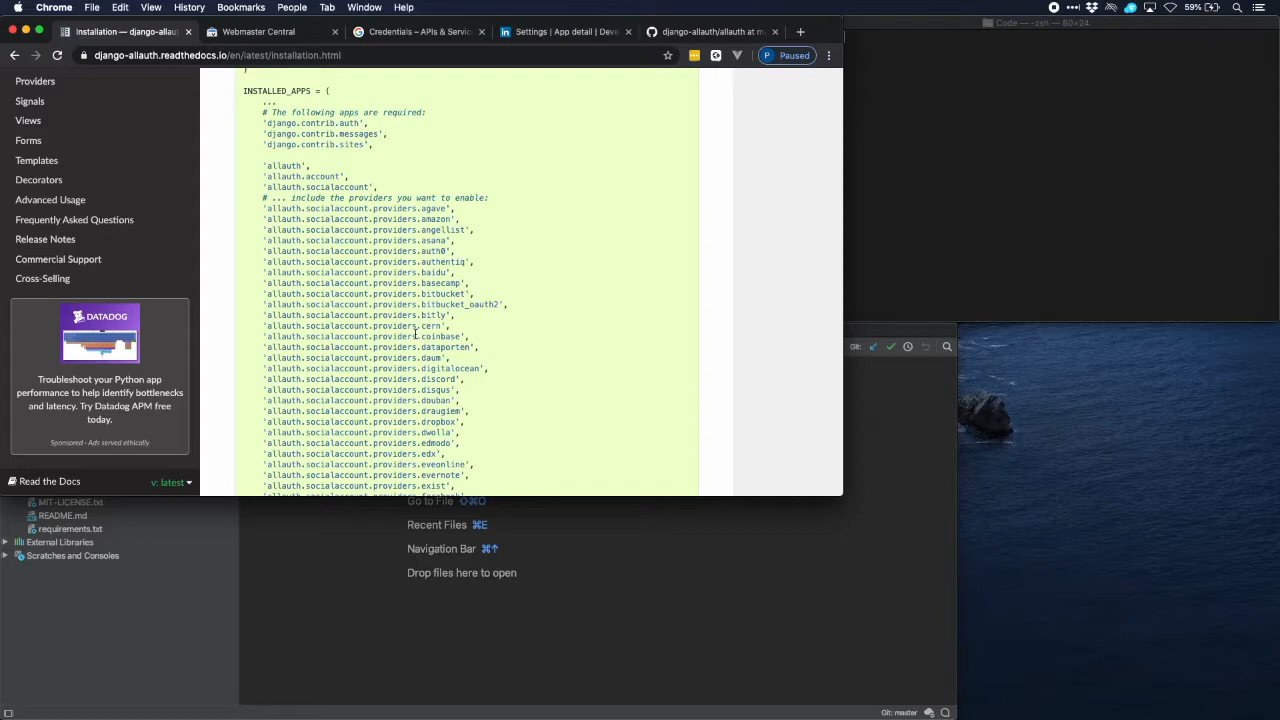 Chrome File Edit View History Bookmarks People Tab Window Help
59%
Installation — django-allaut
Webmaster Central
Credentials – APIs & Service
Settings | App detail | Deve
django-allauth/allauth at m
Code — -zsh — 80×24
django-allauth.readthedocs.io/en/latest/installation.html
Paused
Providers
Signals
Views
Forms
Templates
Decorators
Advanced Usage
Frequently Asked Questions
Release Notes
Commercial Support
Cross-Selling
DATADOG
Troubleshoot your Python app
performance to help identify bottlenecks
and latency. Try Datadog APM free
today.
Sponsored · Ads served ethically
Read the Docs
v: latest
)
INSTALLED_APPS = (
...
# The following apps are required:
'django.contrib.auth',
'django.contrib.messages',
'django.contrib.sites',
'allauth',
'allauth.account',
'allauth.socialaccount',
# ... include the providers you want to enable:
'allauth.socialaccount.providers.agave',
'allauth.socialaccount.providers.amazon',
'allauth.socialaccount.providers.angellist',
'allauth.socialaccount.providers.asana',
'allauth.socialaccount.providers.auth0',
'allauth.socialaccount.providers.authentiq',
'allauth.socialaccount.providers.baidu',
'allauth.socialaccount.providers.basecamp',
'allauth.socialaccount.providers.bitbucket',
'allauth.socialaccount.providers.bitbucket_oauth2',
'allauth.socialaccount.providers.bitly',
'allauth.socialaccount.providers.cern',
'allauth.socialaccount.providers.coinbase',
'allauth.socialaccount.providers.dataporten',
'allauth.socialaccount.providers.daum',
'allauth.socialaccount.providers.digitalocean',
'allauth.socialaccount.providers.discord',
'allauth.socialaccount.providers.disqus',
'allauth.socialaccount.providers.douban',
'allauth.socialaccount.providers.draugiem',
'allauth.socialaccount.providers.dropbox',
'allauth.socialaccount.providers.dwolla',
'allauth.socialaccount.providers.edmodo',
'allauth.socialaccount.providers.edx',
'allauth.socialaccount.providers.eveonline',
'allauth.socialaccount.providers.evernote',
'allauth.socialaccount.providers.exist',
Git:
MIT-LICENSE.txt
README.md
requirements.txt
External Libraries
Scratches and Consoles
Go to File ⇧⌘O
Recent Files ⌘E
Navigation Bar ⌘↑
Drop files here to open
Git: master